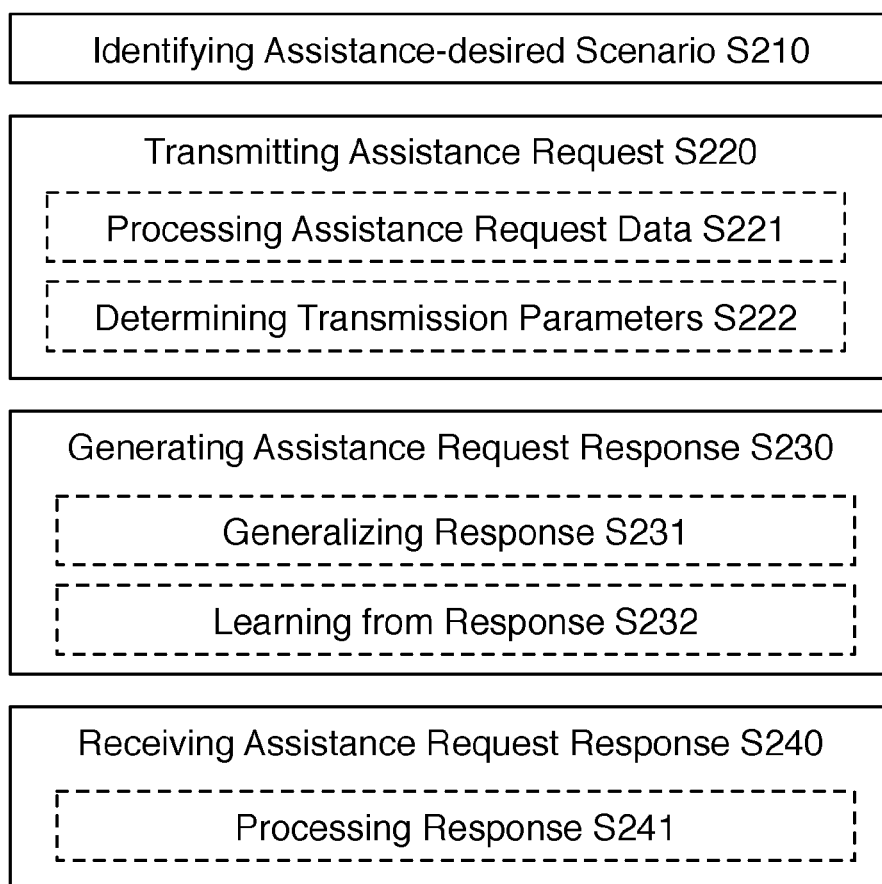 Identifying Assistance-desired Scenario S210
Transmitting Assistance Request S220
Processing Assistance Request Data S221
Determining Transmission Parameters S222
Generating Assistance Request Response S230
Generalizing Response S231
Learning from Response S232
Receiving Assistance Request Response S240
Processing Response S241